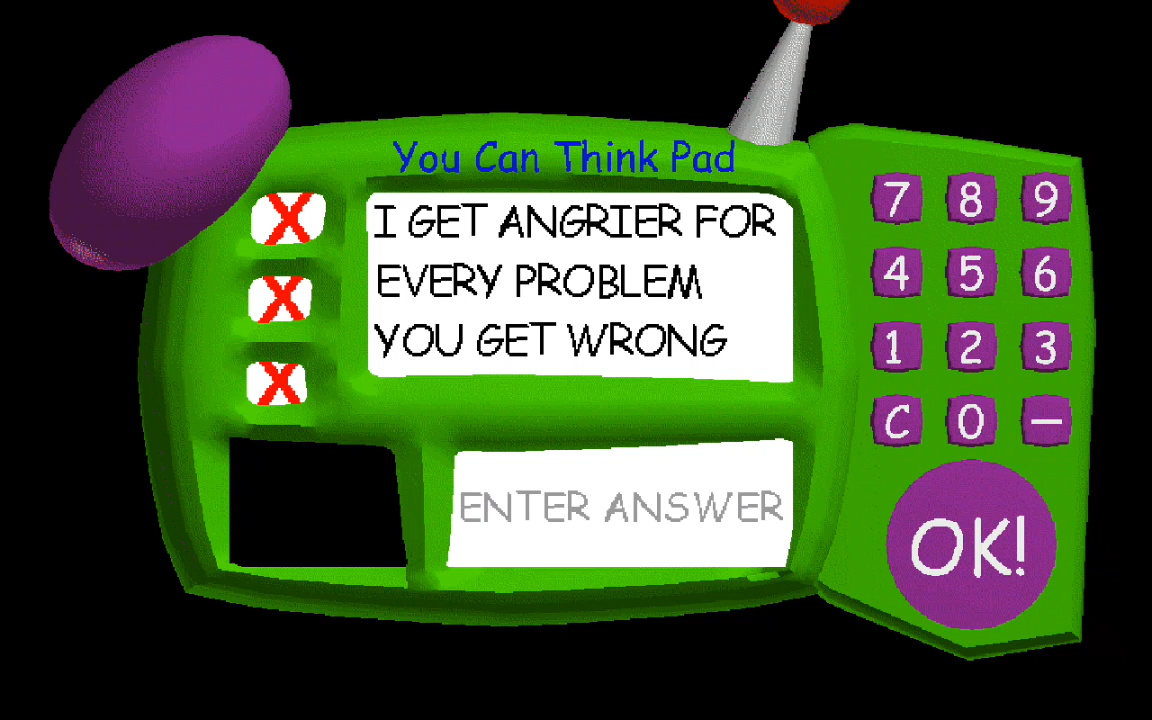 You Can Think Pad
X
X
X
I GET ANGRIER FOR
EVERY PROBLEM
YOU GET WRONG
ENTER ANSWER
7 8 9
4 5 6
1 2 3
C 0 −
OK!